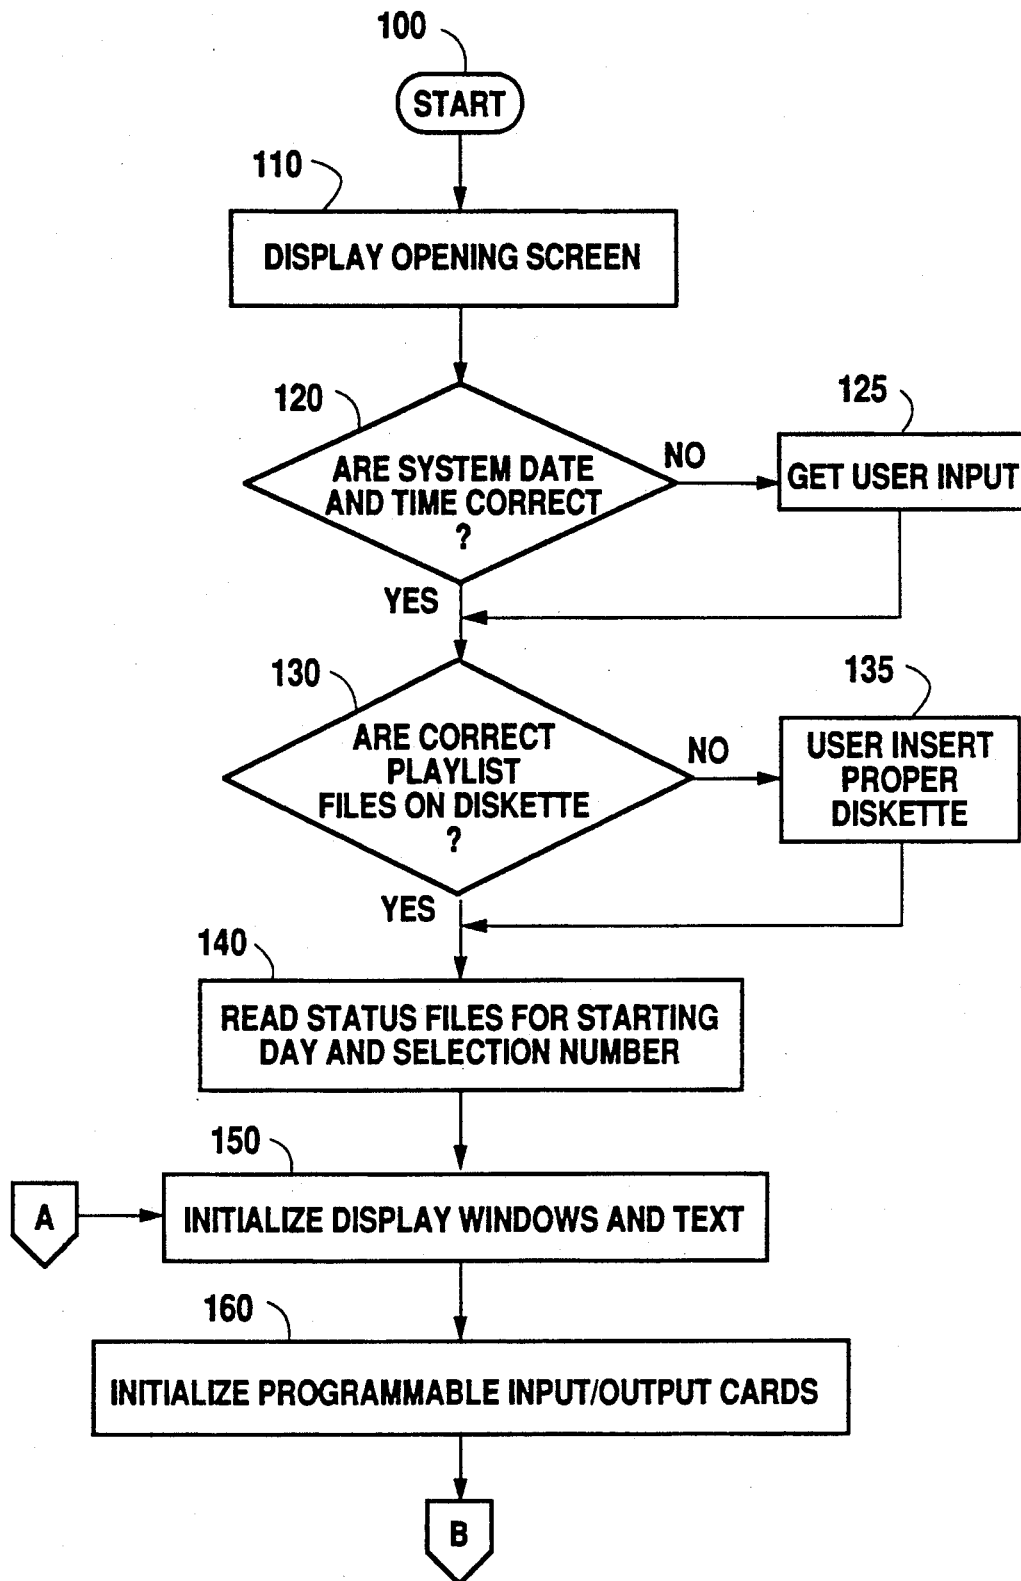 100
START
110
DISPLAY OPENING SCREEN
120
ARE SYSTEM DATE
AND TIME CORRECT
?
NO
125
GET USER INPUT
YES
130
ARE CORRECT
PLAYLIST
FILES ON DISKETTE
?
NO
135
USER INSERT
PROPER
DISKETTE
YES
140
READ STATUS FILES FOR STARTING
DAY AND SELECTION NUMBER
150
A
INITIALIZE DISPLAY WINDOWS AND TEXT
160
INITIALIZE PROGRAMMABLE INPUT/OUTPUT CARDS
B